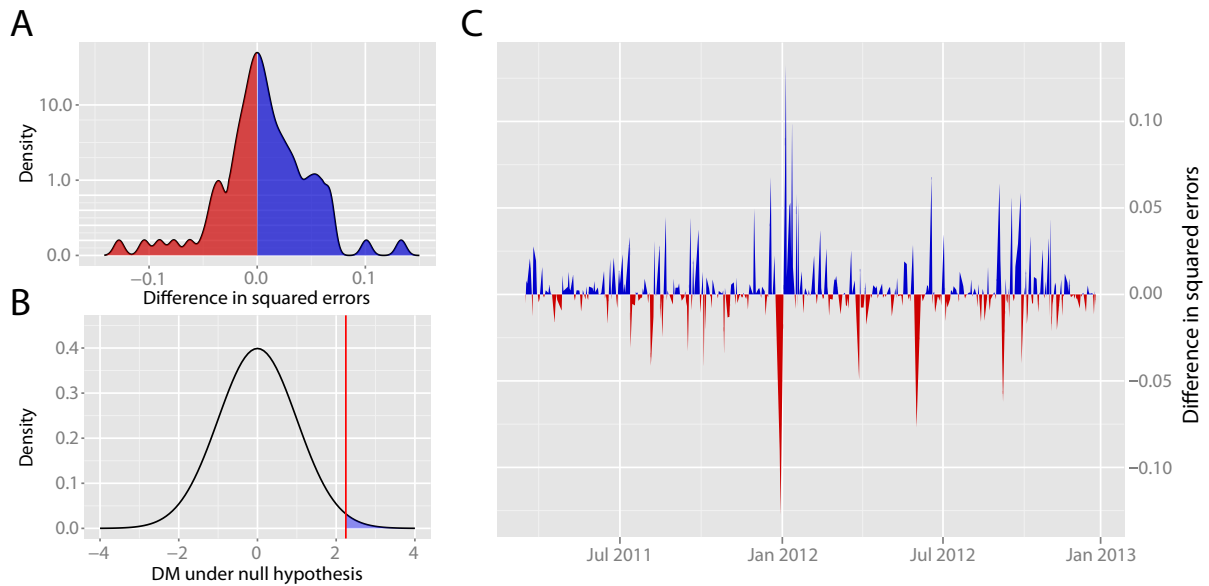 A
Density
10.0
1.0
0.0
−0.1
0.0
0.1
Difference in squared errors
B
Density
0.4
0.3
0.2
0.1
0.0
−4
−2
0
2
4
DM under null hypothesis
C
0.10
0.05
0.00
−0.05
−0.10
Difference in squared errors
Jul 2011
Jan 2012
Jul 2012
Jan 2013